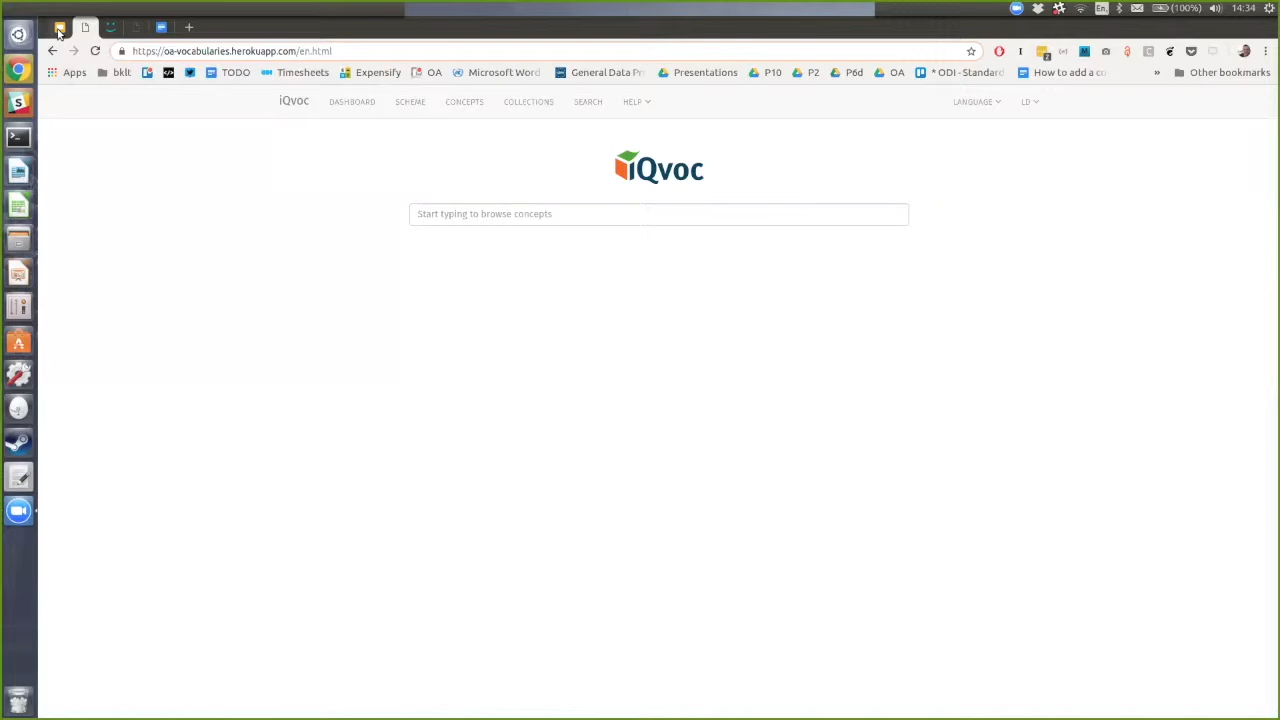 En (100%) 14:34
https://oa-vocabularies.herokuapp.com/en.html
Apps bklt TODO Timesheets Expensify OA Microsoft Word General Data Pr Presentations P10 P2 P6d OA * ODI - Standard How to add a co » Other bookmarks
iQvoc DASHBOARD SCHEME CONCEPTS COLLECTIONS SEARCH HELP LANGUAGE LD
iQvoc
Start typing to browse concepts